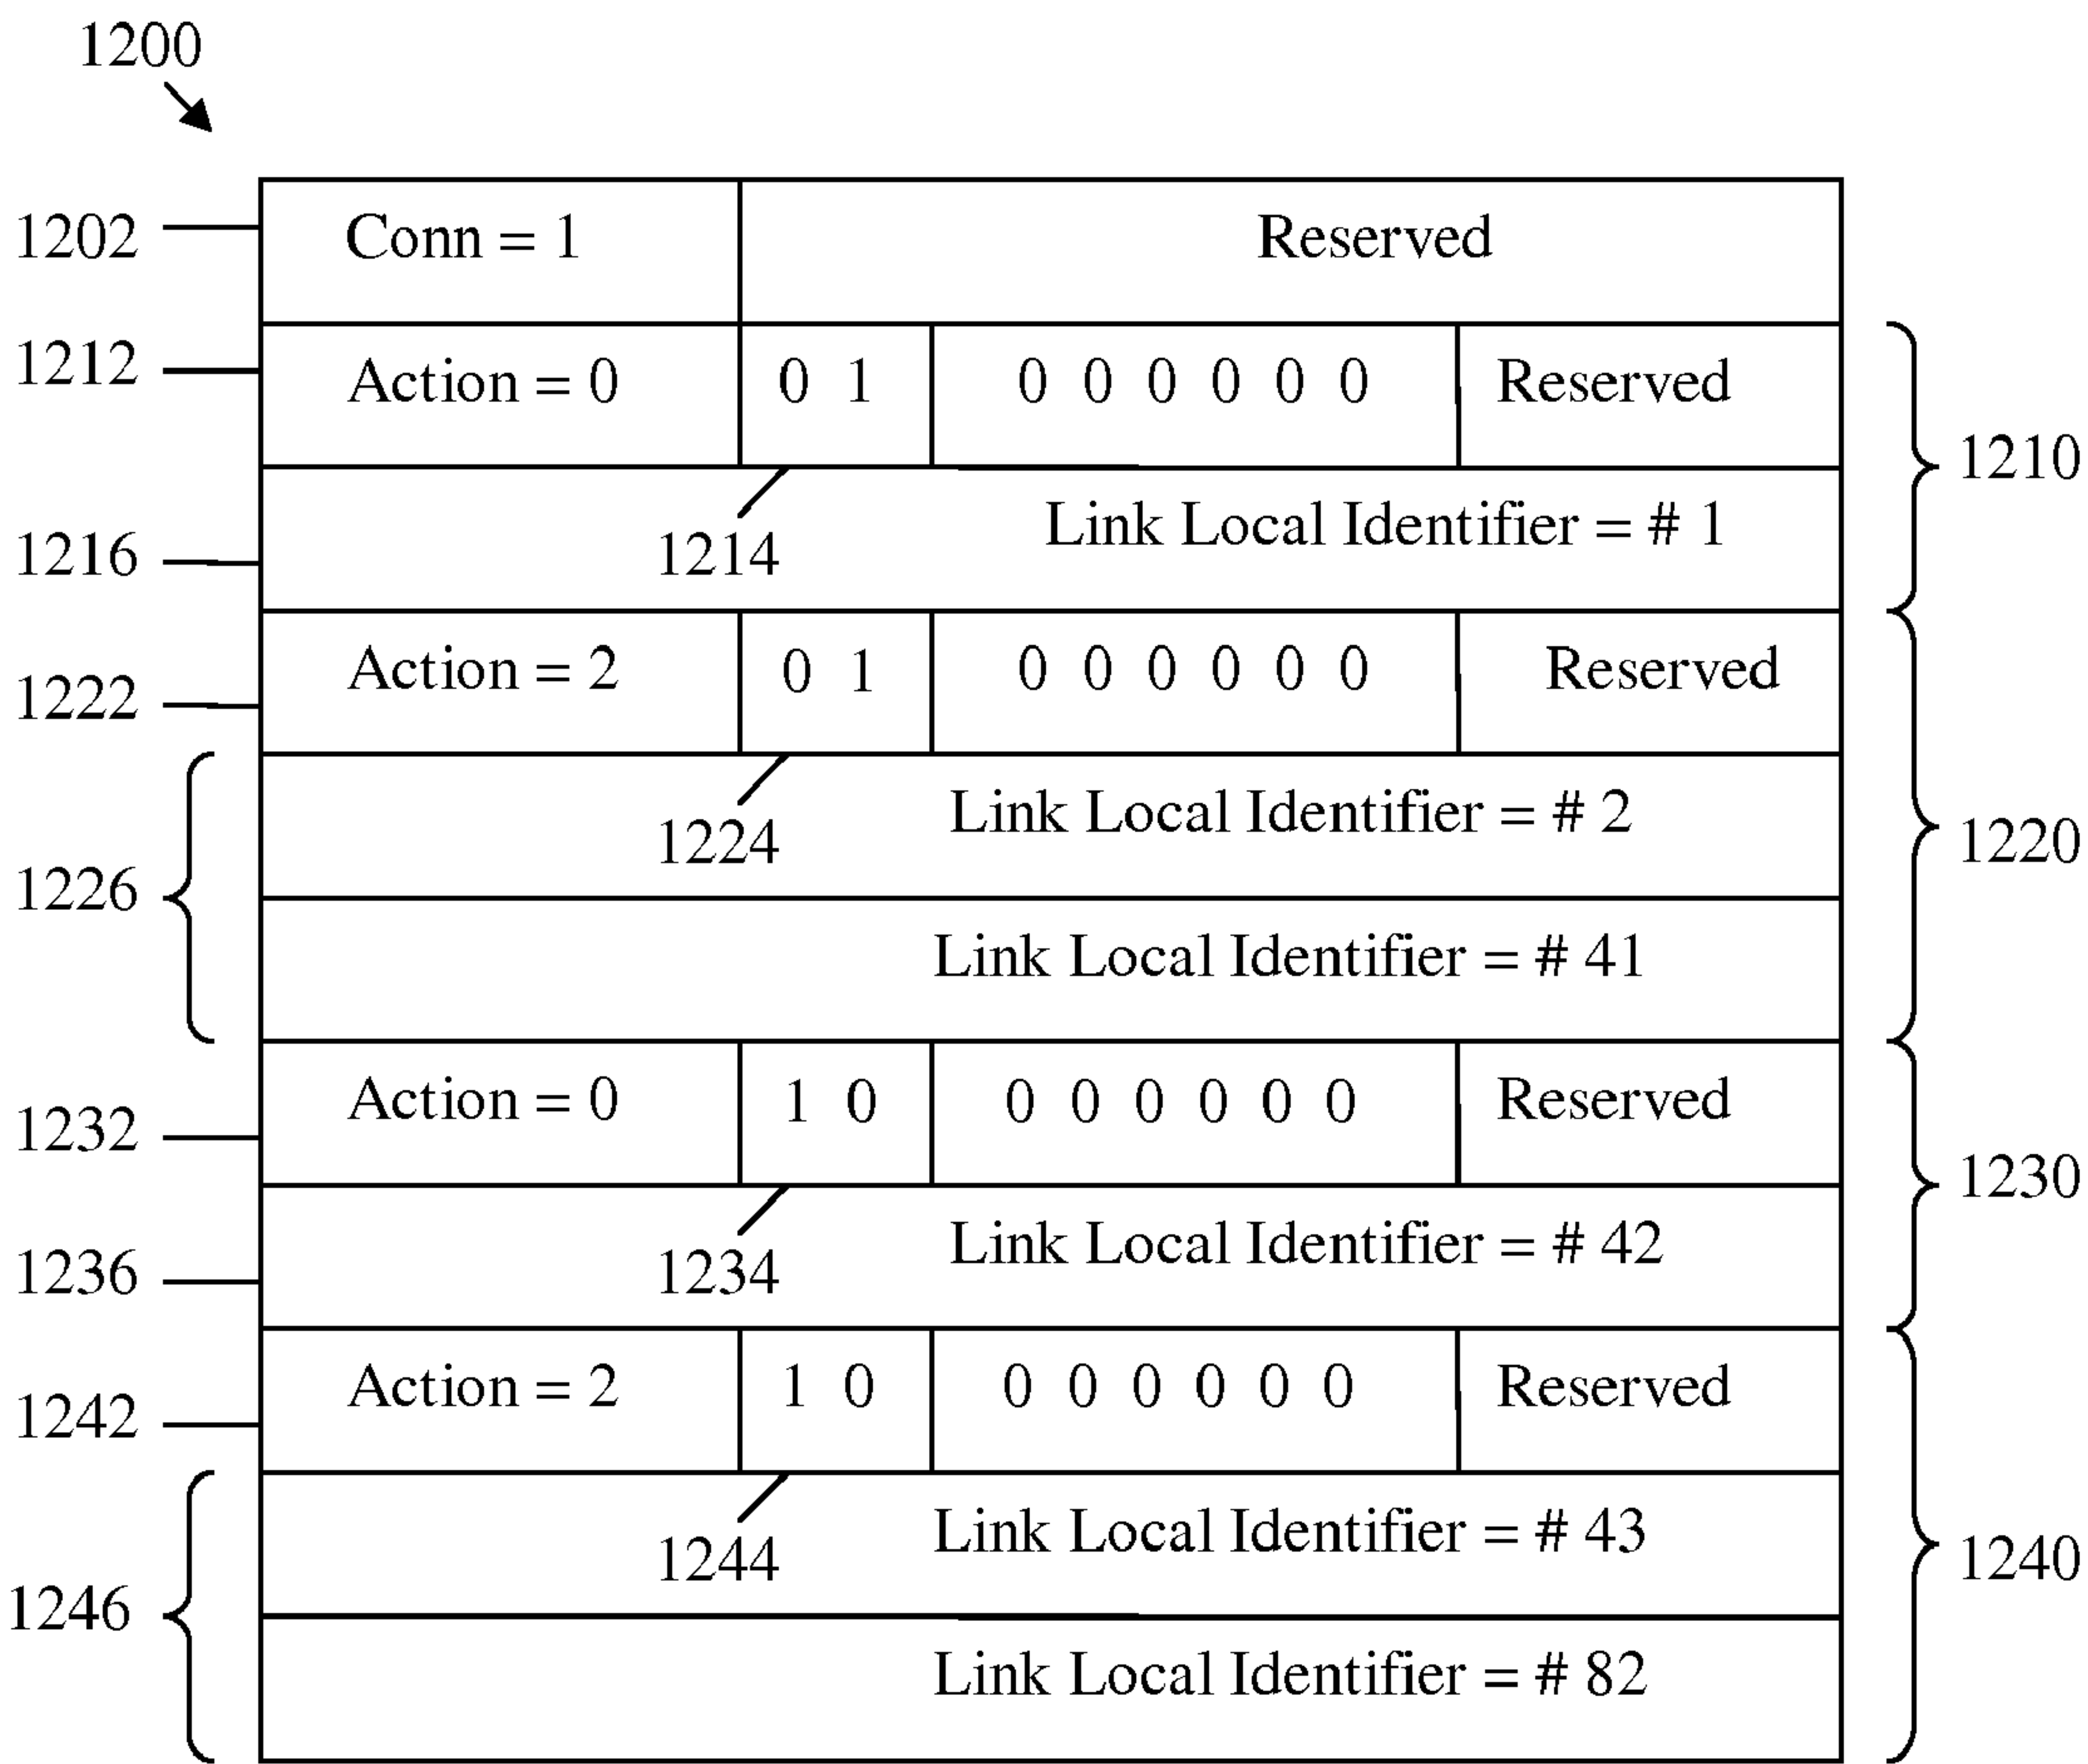 1200
1202 Conn = 1 Reserved
1212 Action = 0 0 1 0 0 0 0 0 0 Reserved
1210
1216 1214 Link Local Identifier = # 1
1222 Action = 2 0 1 0 0 0 0 0 0 Reserved
1224 Link Local Identifier = # 2
1220
1226
Link Local Identifier = # 41
1232 Action = 0 1 0 0 0 0 0 0 0 Reserved
1230
1236 1234 Link Local Identifier = # 42
1242 Action = 2 1 0 0 0 0 0 0 0 Reserved
1244 Link Local Identifier = # 43
1240
1246
Link Local Identifier = # 82